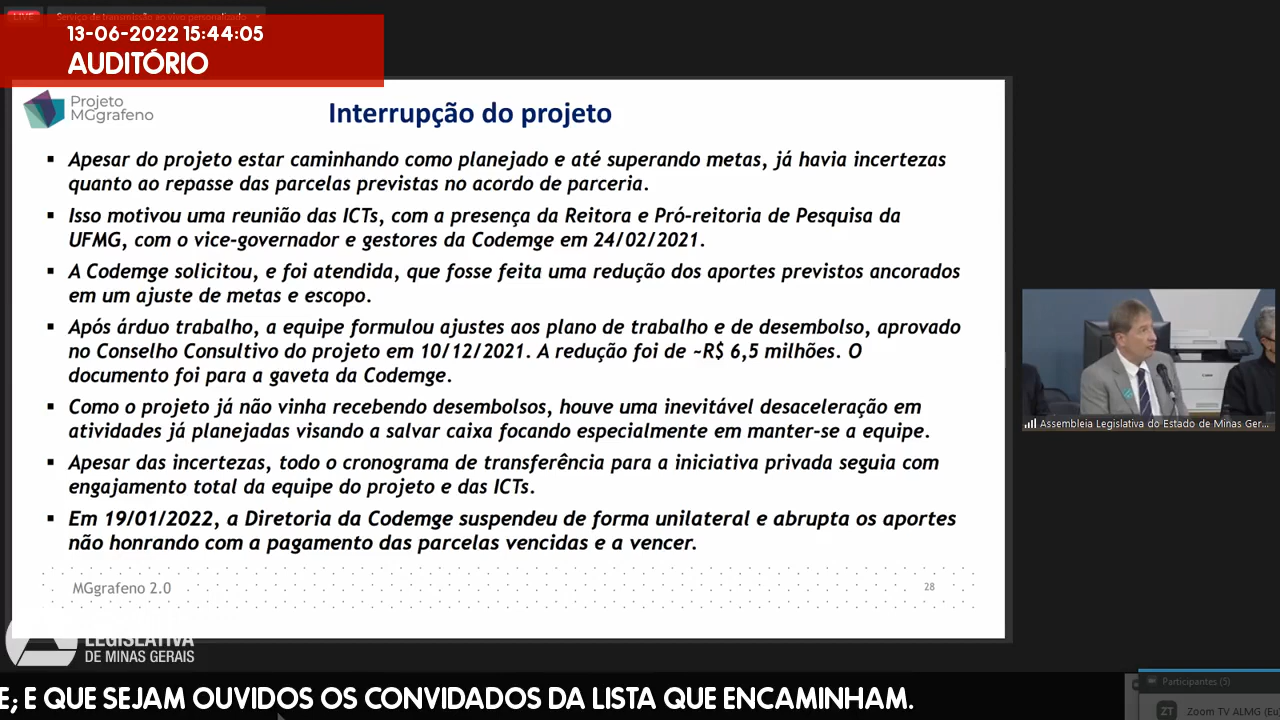 LIVE
Serviço de transmissão ao vivo personalizado
13-06-2022 15:44:05
AUDITÓRIO
Projeto
MGgrafeno
Interrupção do projeto
▪ Apesar do projeto estar caminhando como planejado e até superando metas, já havia incertezas
quanto ao repasse das parcelas previstas no acordo de parceria.
▪ Isso motivou uma reunião das ICTs, com a presença da Reitora e Pró-reitoria de Pesquisa da
UFMG, com o vice-governador e gestores da Codemge em 24/02/2021.
▪ A Codemge solicitou, e foi atendida, que fosse feita uma redução dos aportes previstos ancorados
em um ajuste de metas e escopo.
▪ Após árduo trabalho, a equipe formulou ajustes aos plano de trabalho e de desembolso, aprovado
no Conselho Consultivo do projeto em 10/12/2021. A redução foi de ~R$ 6,5 milhões. O
documento foi para a gaveta da Codemge.
▪ Como o projeto já não vinha recebendo desembolsos, houve uma inevitável desaceleração em
atividades já planejadas visando a salvar caixa focando especialmente em manter-se a equipe.
▪ Apesar das incertezas, todo o cronograma de transferência para a iniciativa privada seguia com
engajamento total da equipe do projeto e das ICTs.
▪ Em 19/01/2022, a Diretoria da Codemge suspendeu de forma unilateral e abrupta os aportes
não honrando com a pagamento das parcelas vencidas e a vencer.
MGgrafeno 2.0
28
Assembleia Legislativa do Estado de Minas Ger...
LEGISLATIVA
DE MINAS GERAIS
Participantes (5)
ZT Zoom TV ALMG (Eu
E; E QUE SEJAM OUVIDOS OS CONVIDADOS DA LISTA QUE ENCAMINHAM.